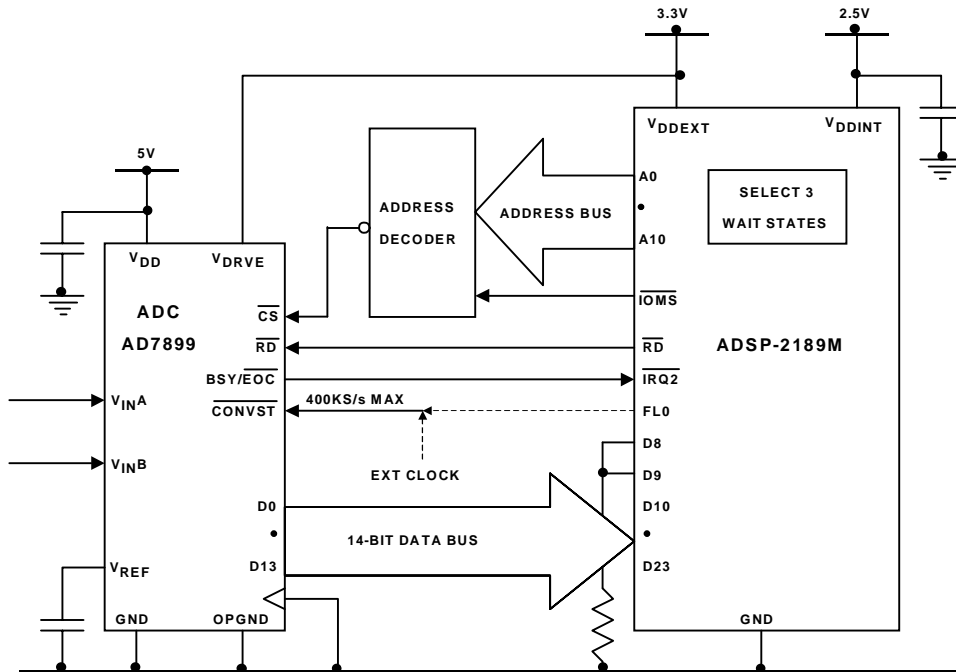 3.3V
2.5V
VDDEXT
VDDINT
5V
ADDRESS
DECODER
ADDRESS BUS
A0
A10
SELECT 3
WAIT STATES
VDD
VDRVE
ADC
AD7899
CS
IOMS
RD
RD
ADSP-2189M
BSY/EOC
IRQ2
VINA
CONVST
400KS/s MAX
FL0
D8
VINB
EXT CLOCK
D9
D0
D10
14-BIT DATA BUS
VREF
D13
D23
GND
OPGND
GND